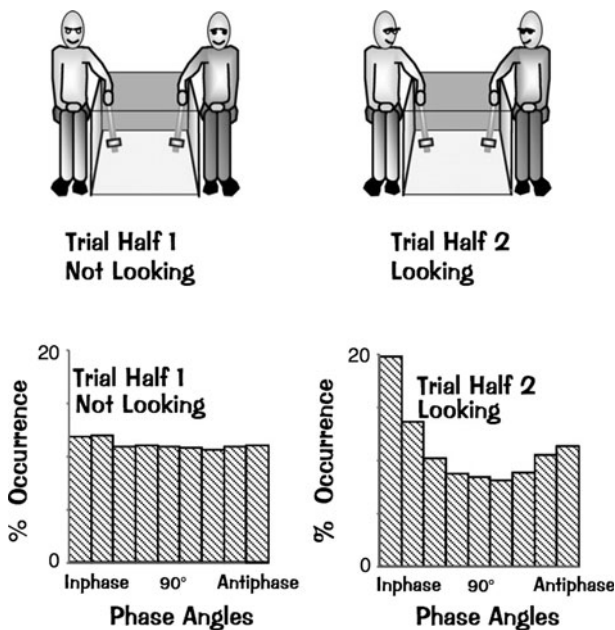 Trial Half 1
Not Looking
Trial Half 2
Looking
20
Trial Half 1
Not Looking
% Occurrence
0
Inphase 90° Antiphase
Phase Angles
20
Trial Half 2
Looking
% Occurrence
0
Inphase 90° Antiphase
Phase Angles